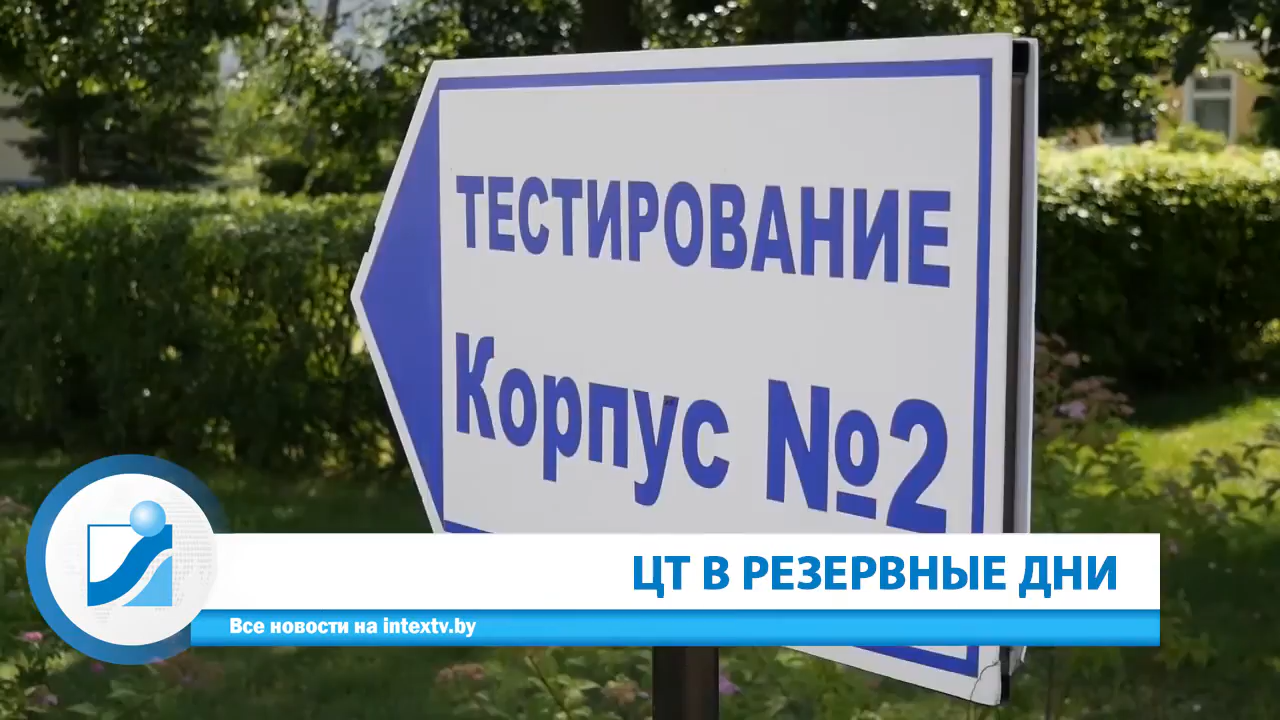 ТЕСТИРОВАНИЕ
Корпус №2
ЦТ В РЕЗЕРВНЫЕ ДНИ
Все новости на intextv.by